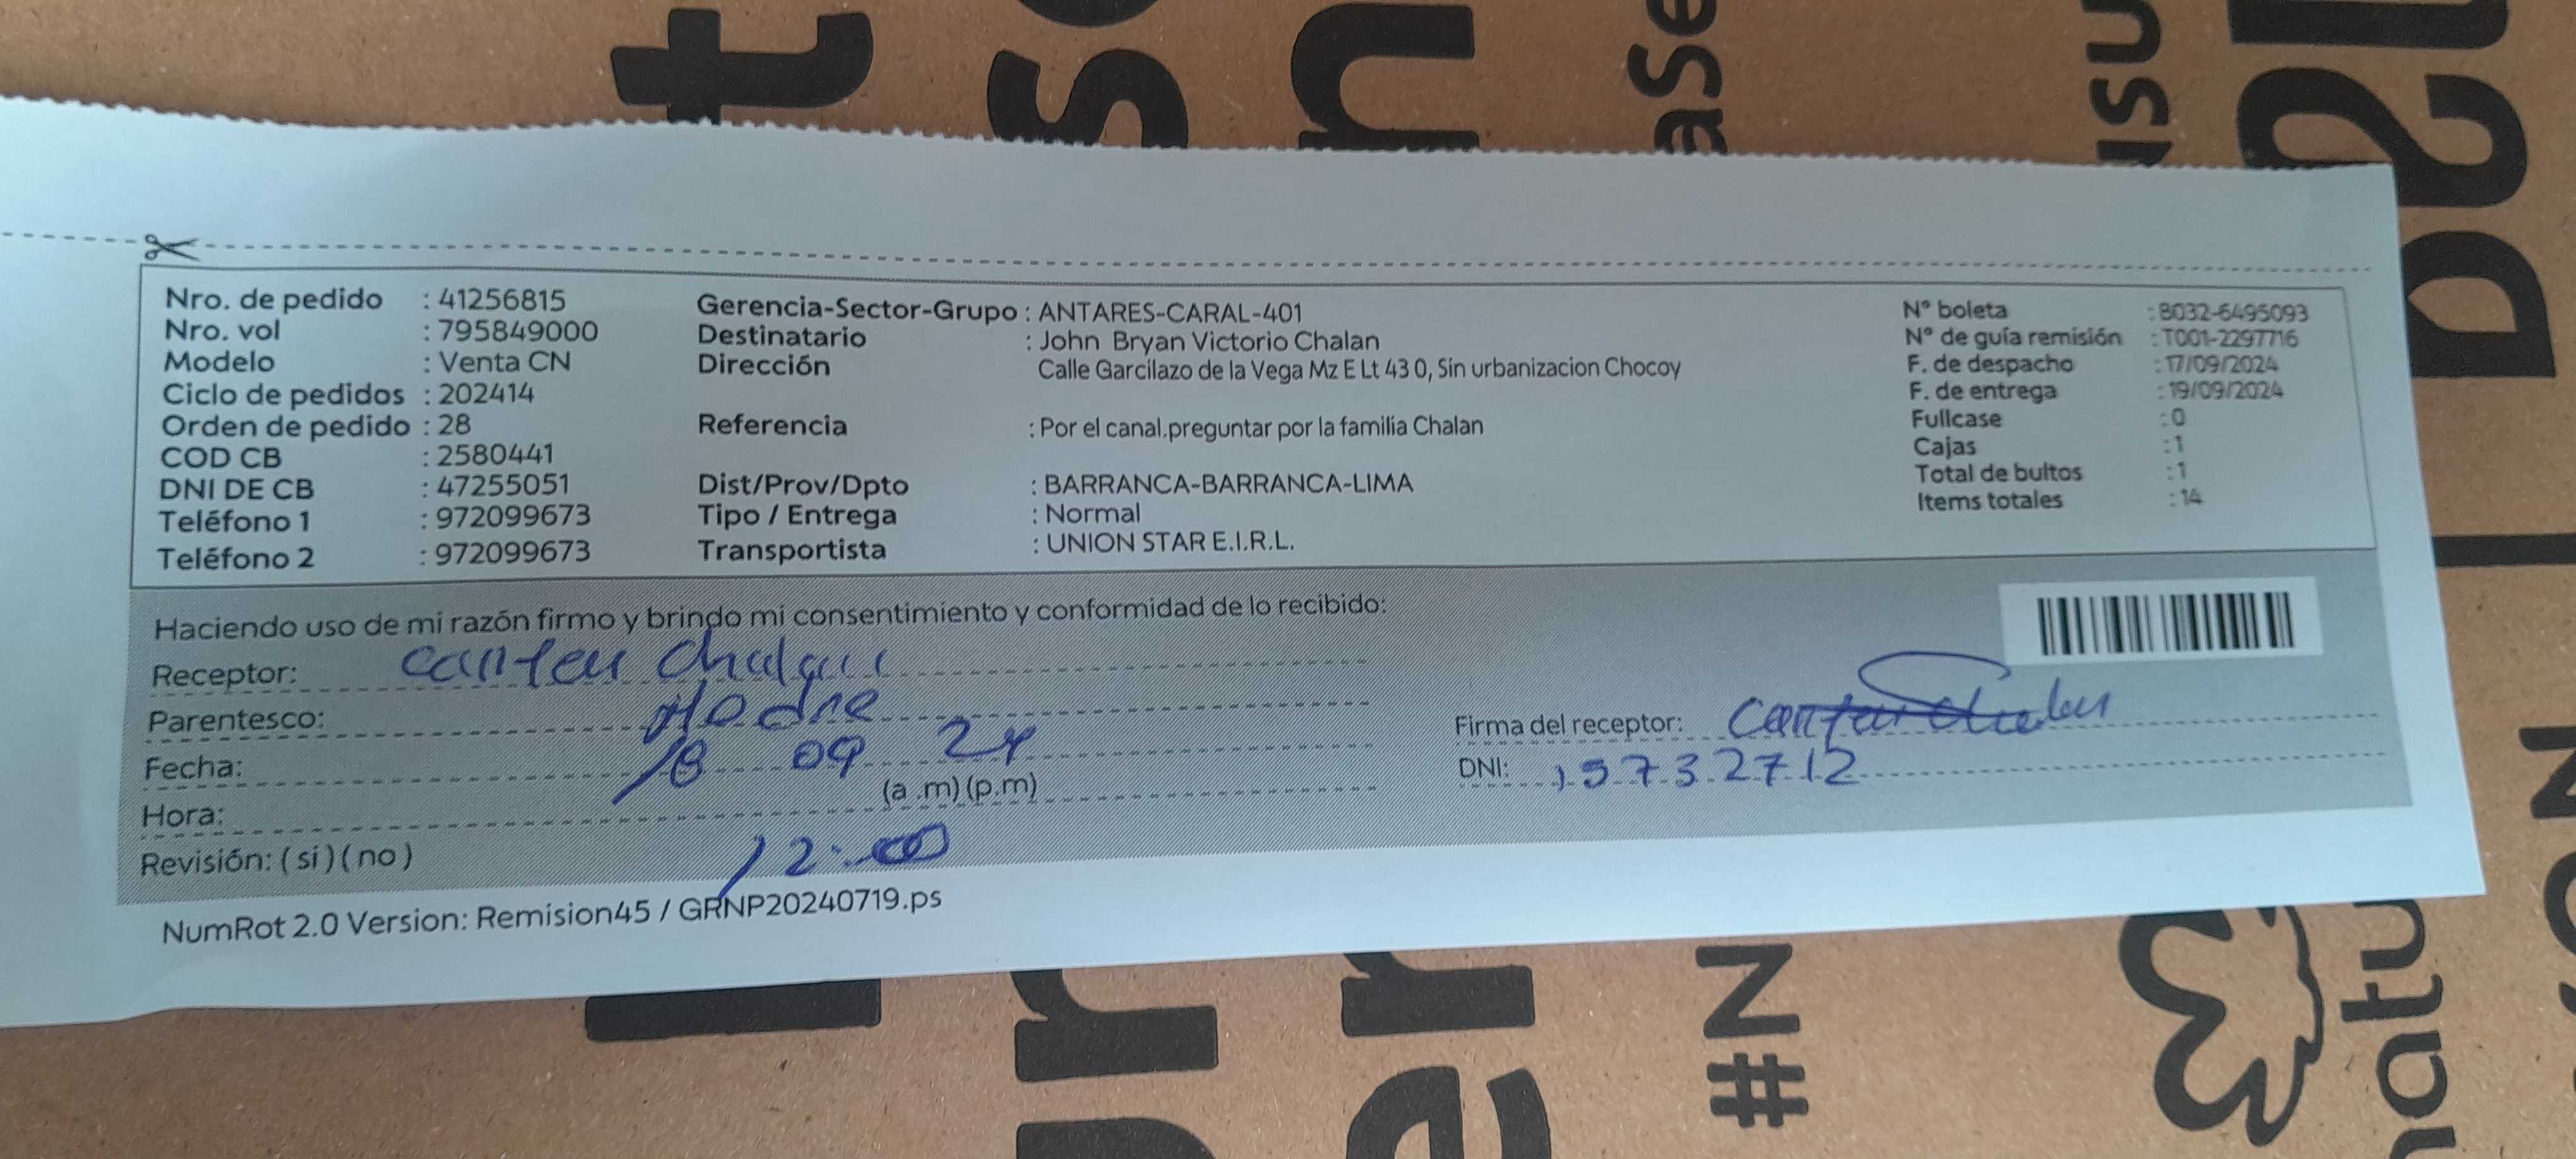 Nro. de pedido : 41256815
Nro. vol : 795849000
Modelo : Venta CN
Ciclo de pedidos : 202414
Orden de pedido : 28
COD CB : 2580441
DNI DE CB : 47255051
Teléfono 1 : 972099673
Teléfono 2 : 972099673
Gerencia-Sector-Grupo : ANTARES-CARAL-401
Destinatario : John Bryan Victorio Chalan
Dirección Calle Garcilazo de la Vega Mz E Lt 43 0, Sin urbanizacion Chocoy
Referencia : Por el canal.preguntar por la familia Chalan
Dist/Prov/Dpto : BARRANCA-BARRANCA-LIMA
Tipo / Entrega : Normal
Transportista : UNION STAR E.I.R.L.
N° boleta : B032-6495093
N° de guía remisión : T001-2297716
F. de despacho : 17/09/2024
F. de entrega : 19/09/2024
Fullcase : 0
Cajas : 1
Total de bultos : 1
Items totales : 14
Haciendo uso de mi razón firmo y brindo mi consentimiento y conformidad de lo recibido:
Receptor: Chalan
Parentesco: Madre
Fecha: 18 09 24
Hora: (a .m) (p.m)
12:00
Revisión: ( si ) ( no )
Firma del receptor:
DNI: 15732712
NumRot 2.0 Version: Remision45 / GRNP20240719.ps
#N